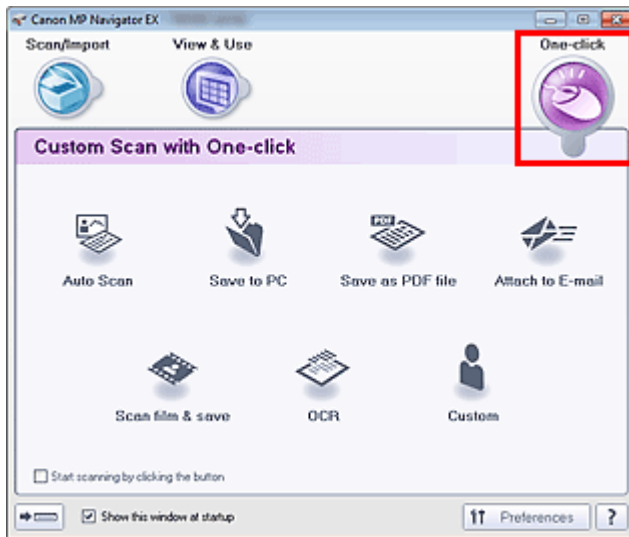 Canon MP Navigator EX
Scan/Import View & Use One-click
Custom Scan with One-click
PDF
Auto Scan Save to PC Save as PDF file Attach to E-mail
Scan film & save OCR Custom
Start scanning by clicking the button
Show this window at startup Preferences ?